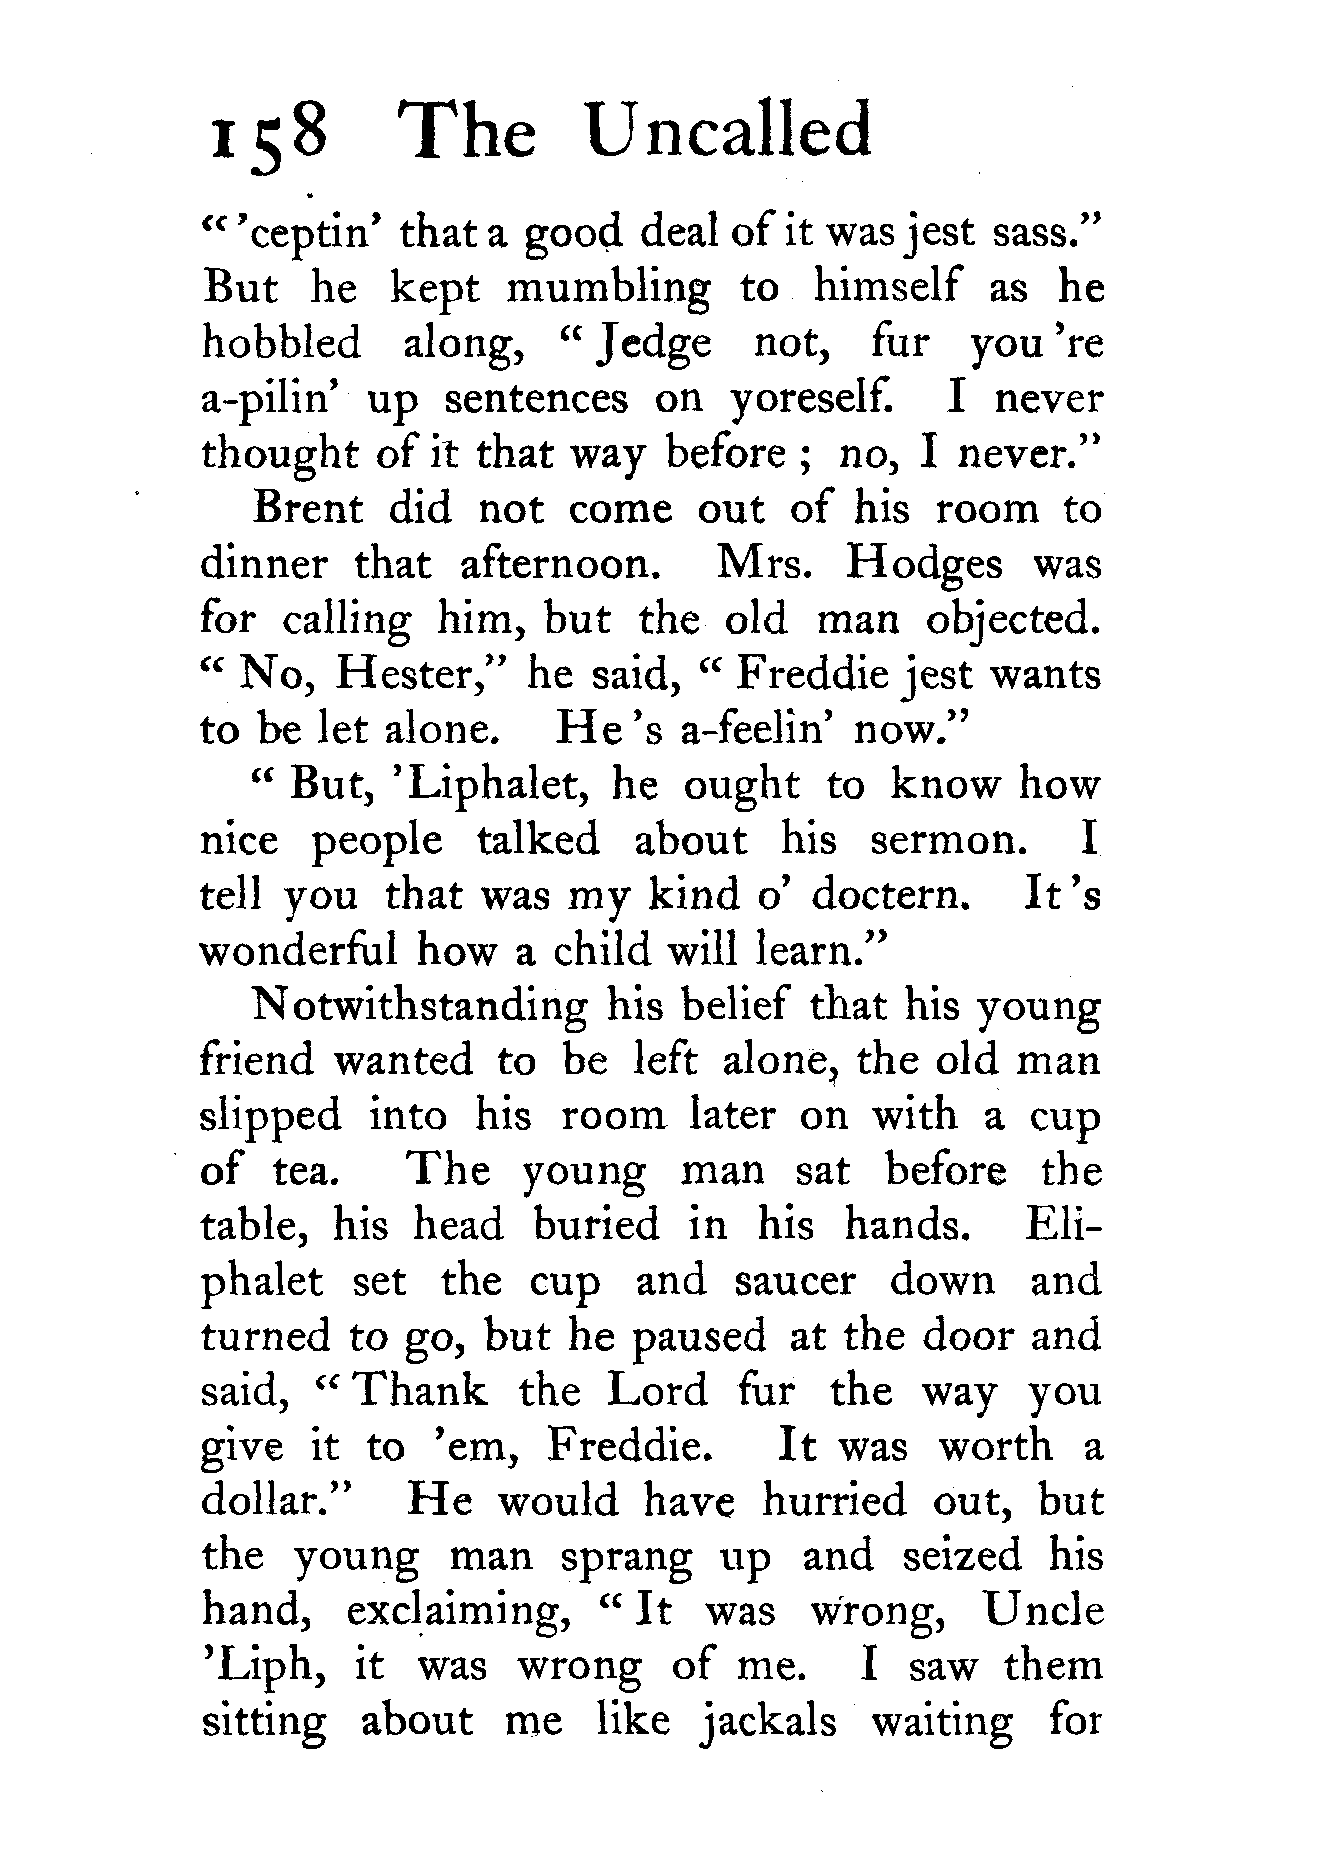 158 The Uncalled
“ ’ceptin’ that a good deal of it was jest sass.”
But he kept mumbling to himself as he
hobbled along, “ Jedge not, fur you ’re
a-pilin’ up sentences on yoreself. I never
thought of it that way before ; no, I never.”
Brent did not come out of his room to
dinner that afternoon. Mrs. Hodges was
for calling him, but the old man objected.
“ No, Hester,” he said, “ Freddie jest wants
to be let alone. He ’s a-feelin’ now.”
“ But, ’Liphalet, he ought to know how
nice people talked about his sermon. I
tell you that was my kind o’ doctern. It ’s
wonderful how a child will learn.”
Notwithstanding his belief that his young
friend wanted to be left alone, the old man
slipped into his room later on with a cup
of tea. The young man sat before the
table, his head buried in his hands. Eli-
phalet set the cup and saucer down and
turned to go, but he paused at the door and
said, “ Thank the Lord fur the way you
give it to ’em, Freddie. It was worth a
dollar.” He would have hurried out, but
the young man sprang up and seized his
hand, exclaiming, “ It was wrong, Uncle
’Liph, it was wrong of me. I saw them
sitting about me like jackals waiting for